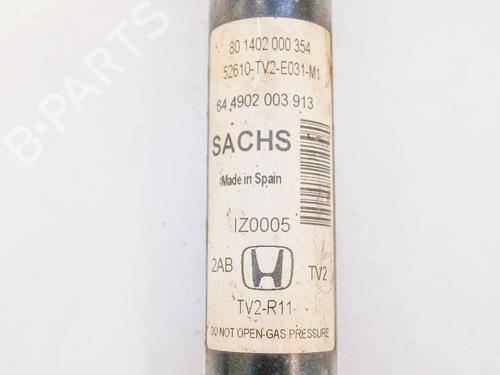 80 1402 000 354
52610-TV2-E031-M1
84 4902 003 913
SACHS
Made in Spain
IZ0005
2AB TV2
TV2-R11
DO NOT OPEN-GAS PRESSURE
B-PARTS